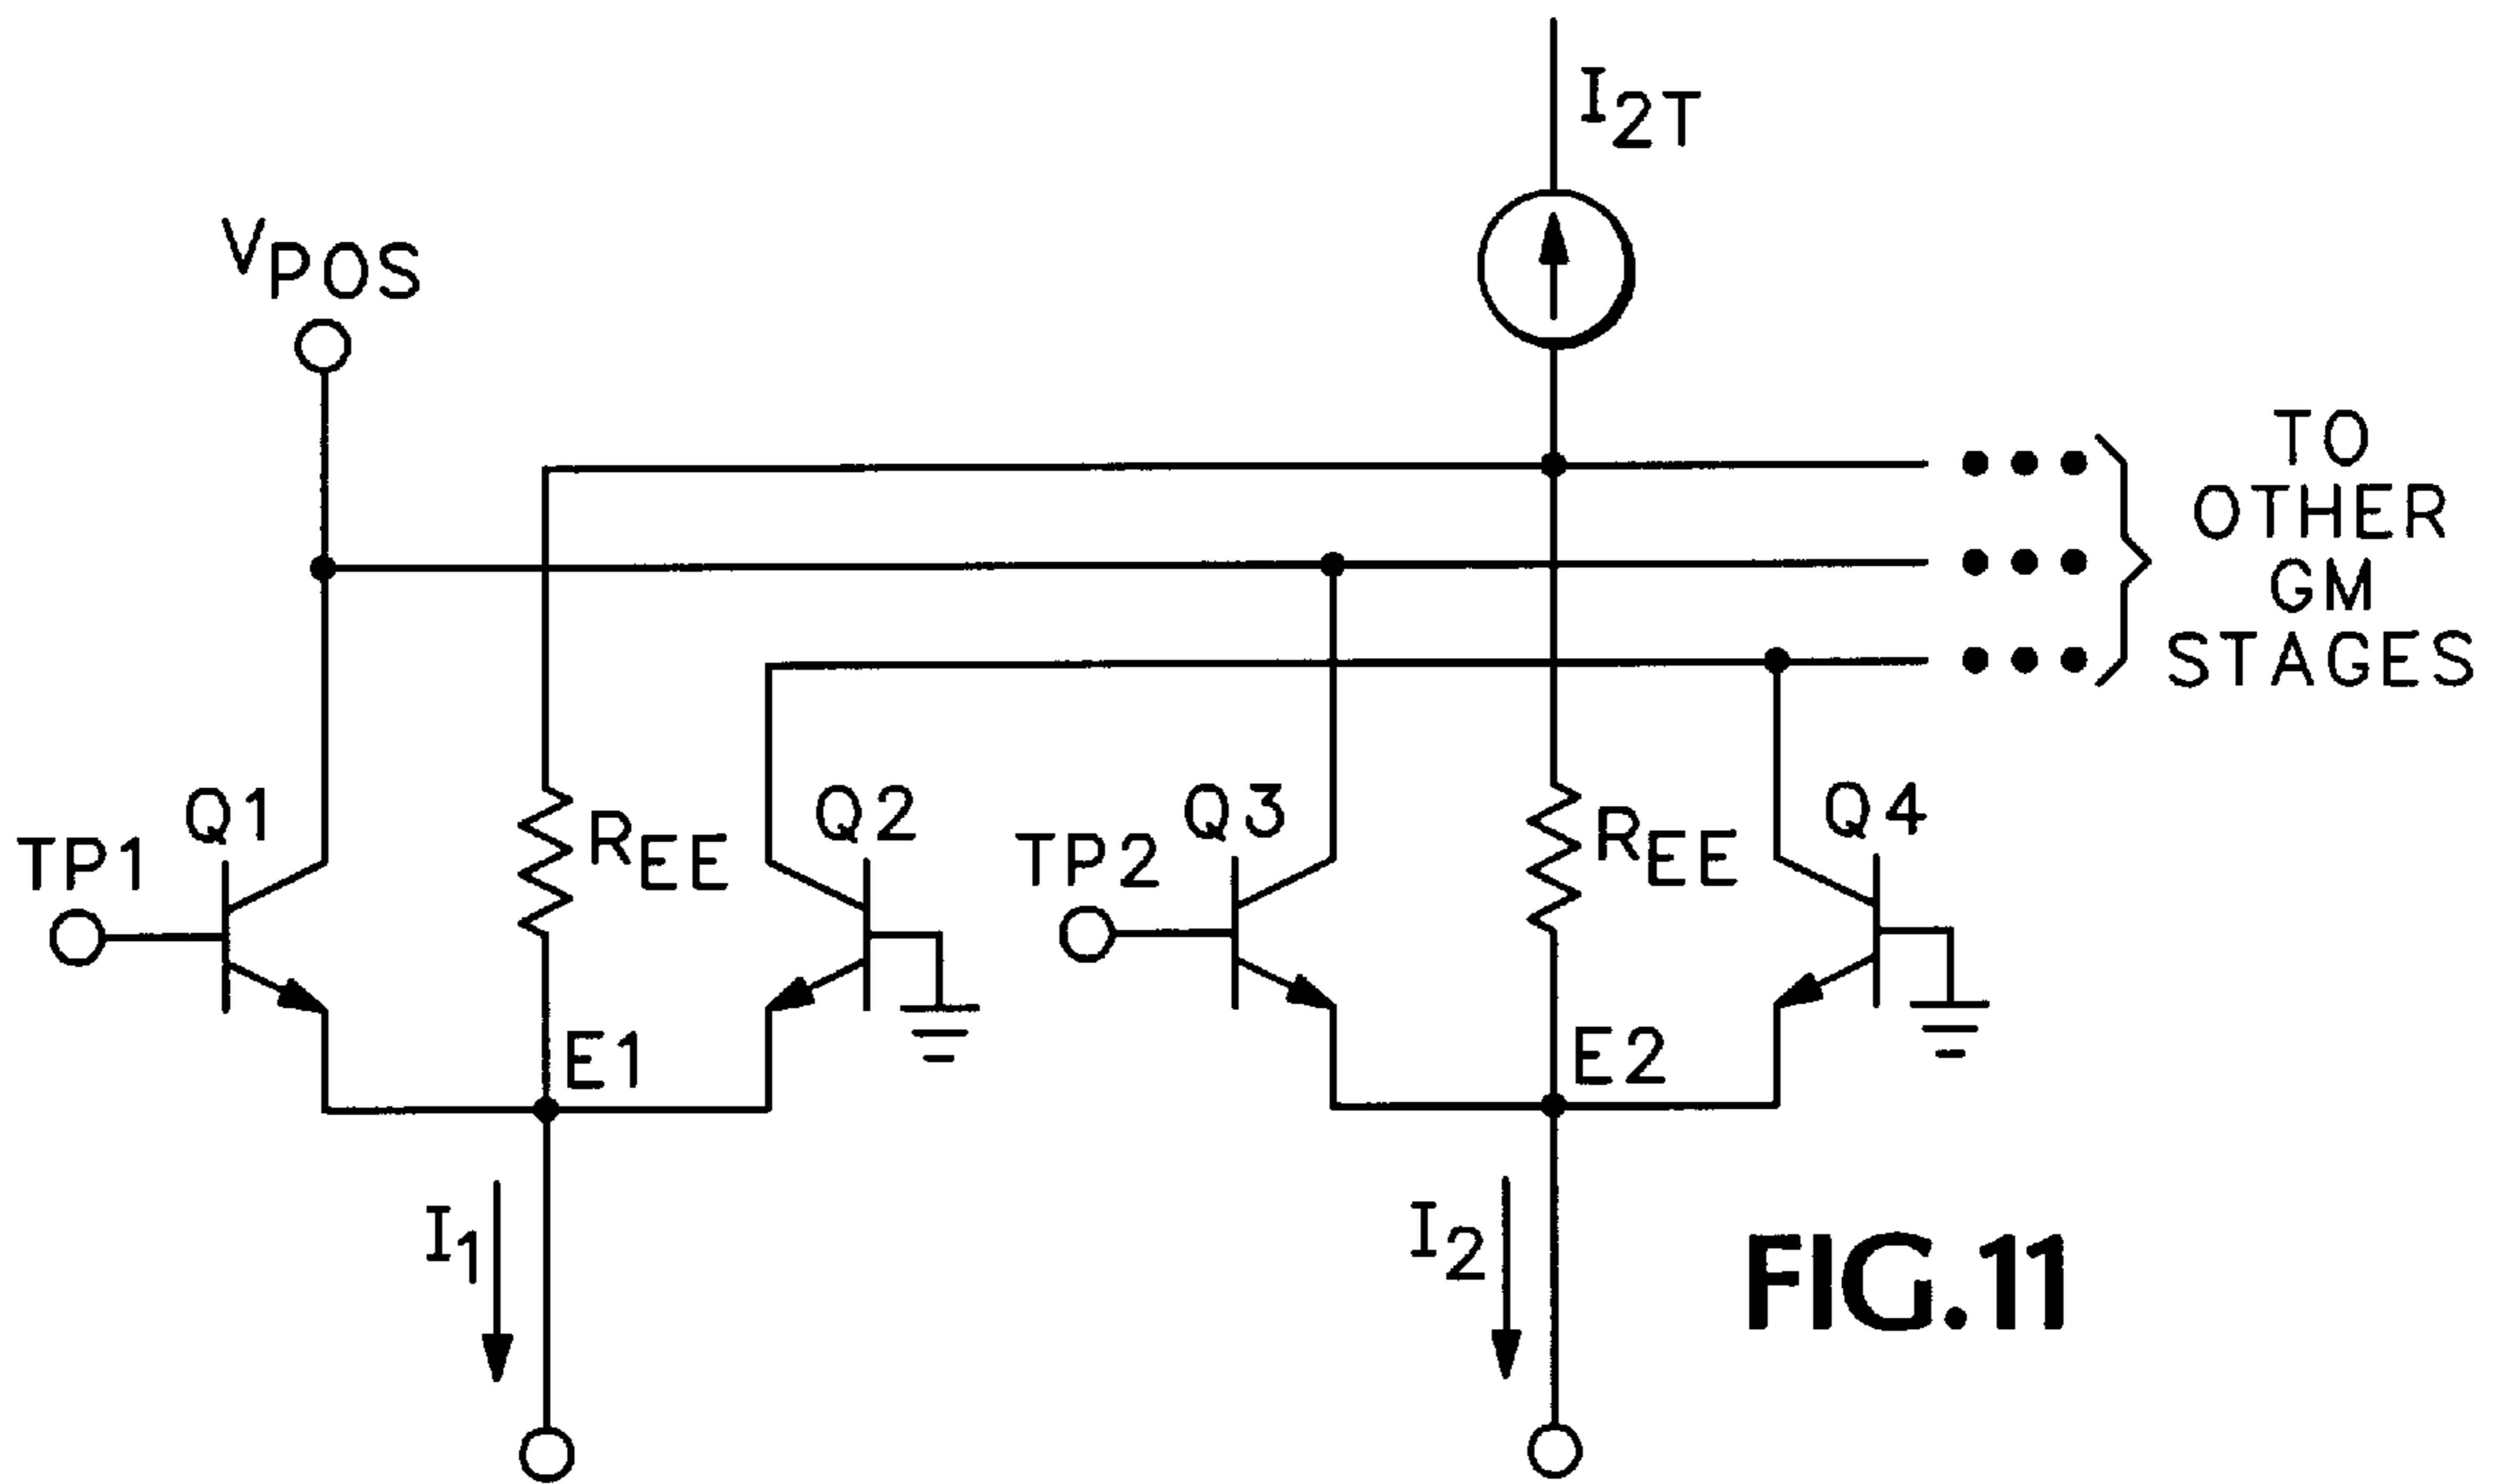 I2T
VPOS
TO
OTHER
GM
STAGES
Q1
TP1
REE
Q2
Q3
TP2
REE
Q4
E1
E2
I1
I2
FIG.11